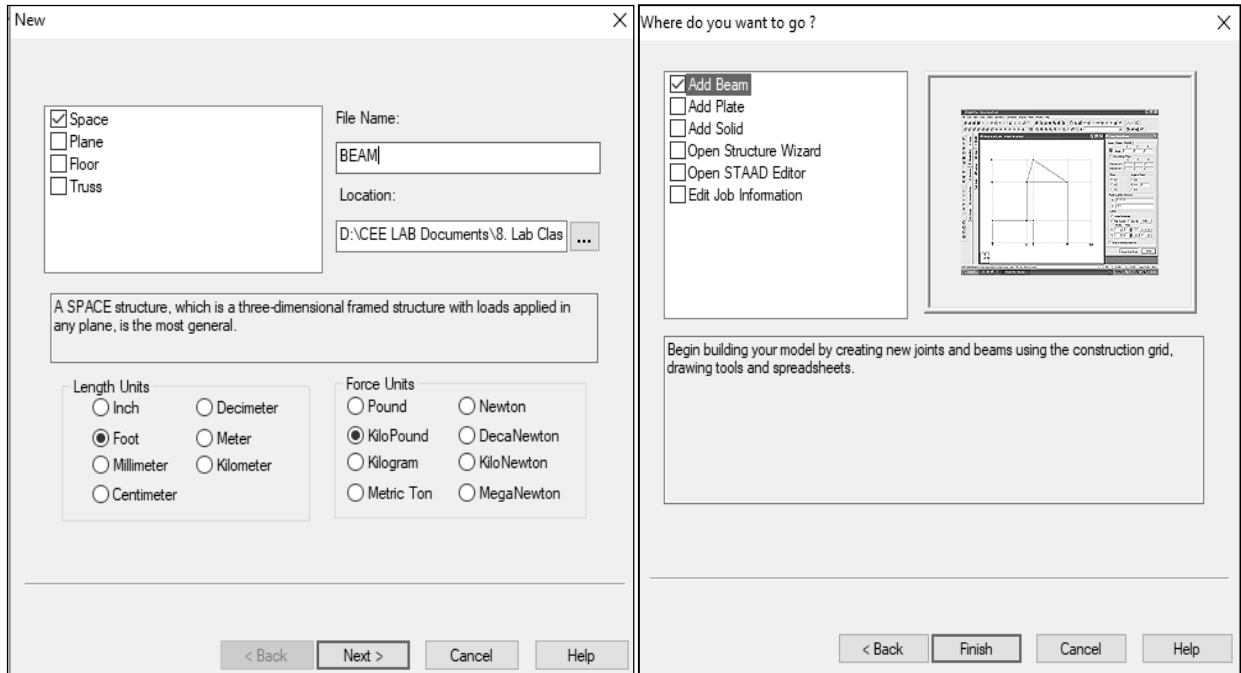 New
Space
Plane
Floor
Truss
File Name:
BEAM
Location:
D:\CEE LAB Documents\8. Lab Clas
...
A SPACE structure, which is a three-dimensional framed structure with loads applied in
any plane, is the most general.
Length Units
Inch
Decimeter
Foot
Meter
Millimeter
Kilometer
Centimeter
Force Units
Pound
Newton
KiloPound
DecaNewton
Kilogram
KiloNewton
Metric Ton
MegaNewton
< Back
Next >
Cancel
Help
Where do you want to go ?
Add Beam
Add Plate
Add Solid
Open Structure Wizard
Open STAAD Editor
Edit Job Information
Begin building your model by creating new joints and beams using the construction grid,
drawing tools and spreadsheets.
< Back
Finish
Cancel
Help